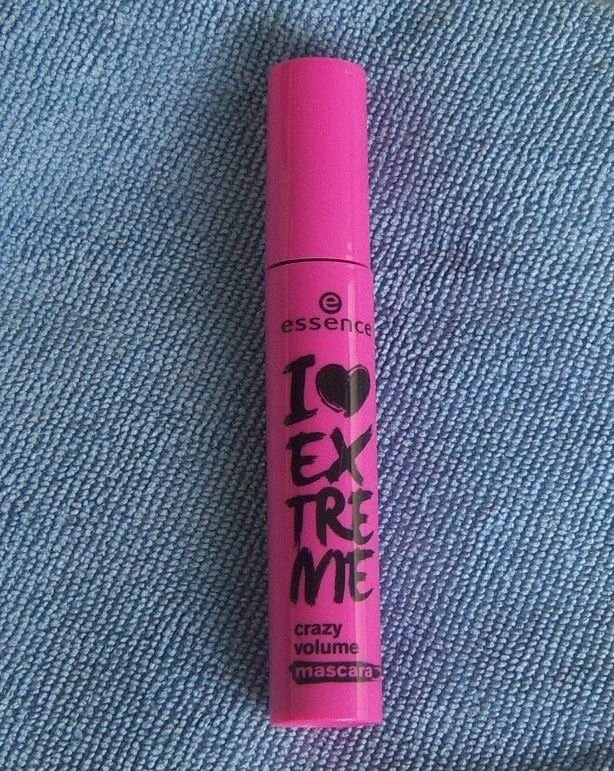 e
essence
I ♥
EX
TRE
ME
crazy
volume
mascara